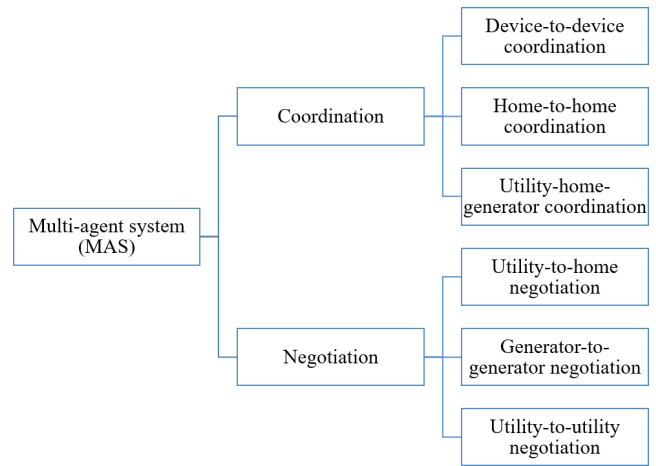 Multi-agent system
(MAS)
Coordination
Device-to-device
coordination
Home-to-home
coordination
Utility-home-
generator coordination
Negotiation
Utility-to-home
negotiation
Generator-to-
generator negotiation
Utility-to-utility
negotiation